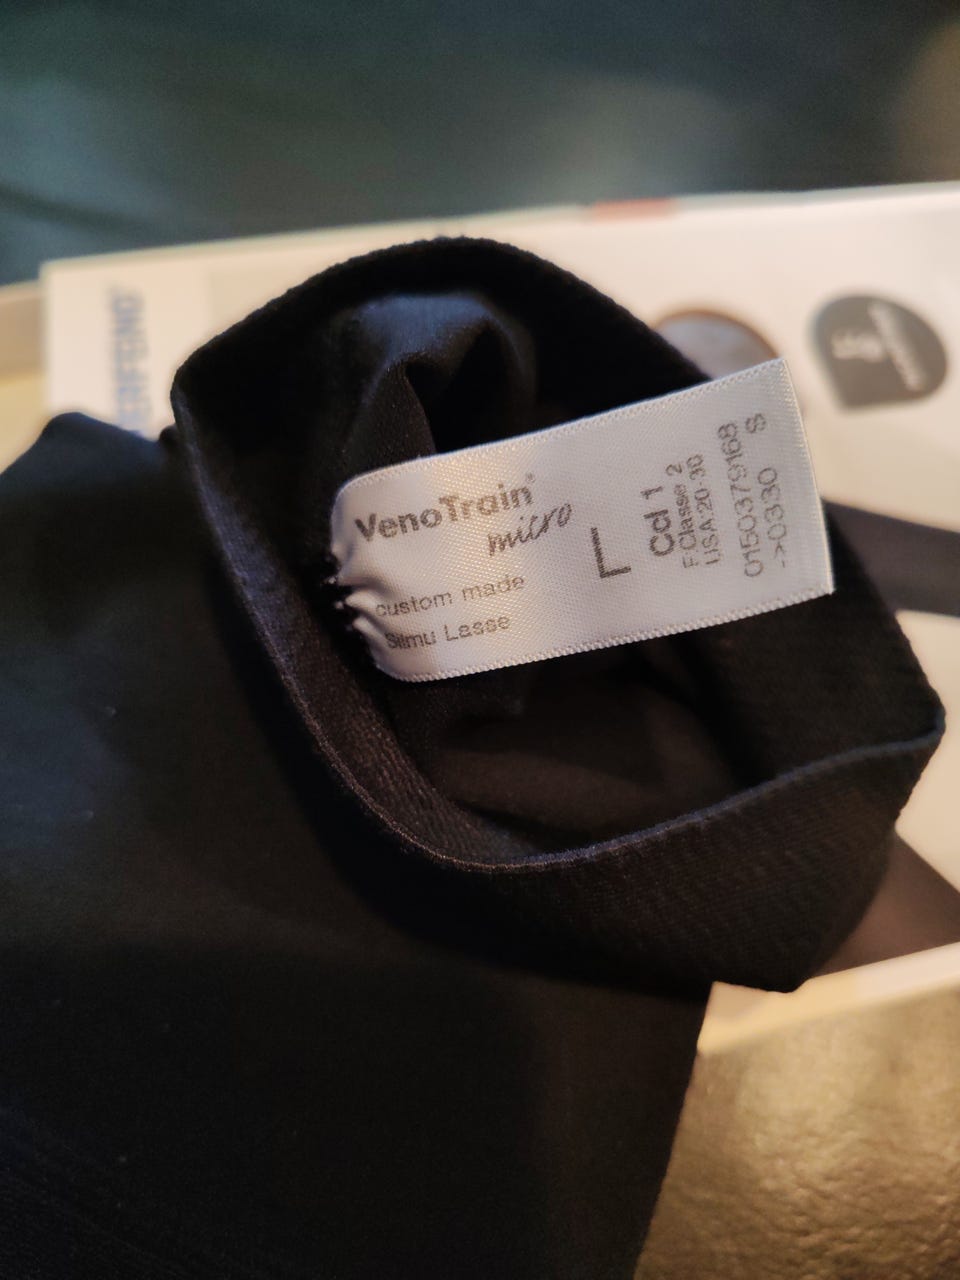 VenoTrain®
micro
custom made
Silmu Lasse
L
Ccl 1
F:Classe 2
USA:20-30
0150379168
->0330 S